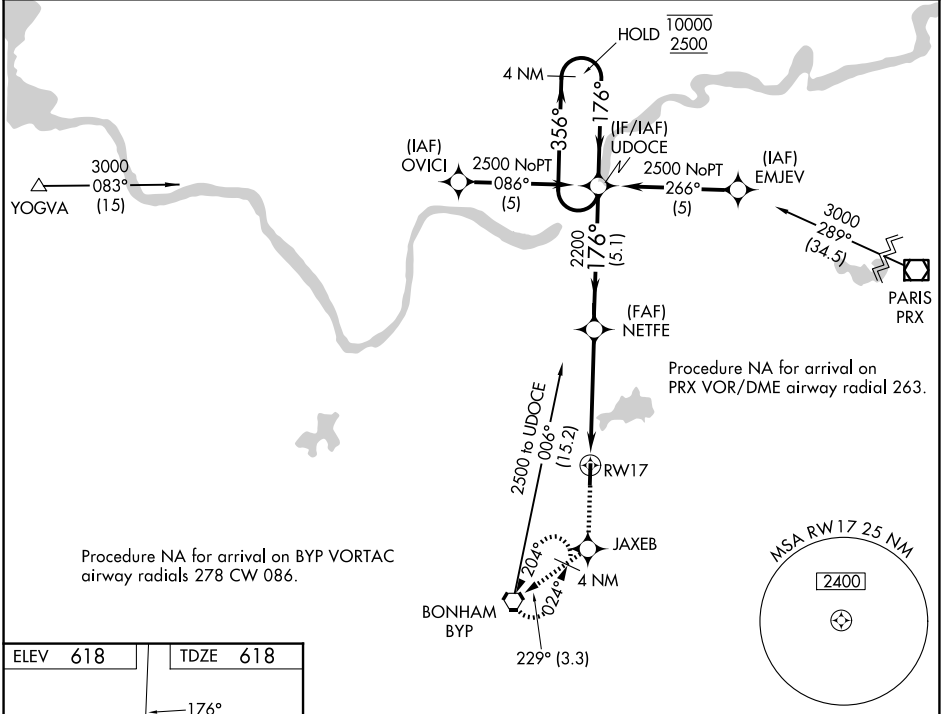 HOLD 10000
2500
4 NM
356°
176°
(IF/IAF)
UDOCE
(IAF)
OVICI
2500 NoPT
086°
(5)
2500 NoPT
266°
(5)
(IAF)
EMJEV
3000
083°
(15)
YOGVA
3000
289°
(34.5)
PARIS
PRX
2200
176°
(5.1)
(FAF)
NETFE
Procedure NA for arrival on
PRX VOR/DME airway radial 263.
2500 to UDOCE
006°
(15.2)
RW17
JAXEB
204°
024°
4 NM
BONHAM
BYP
229° (3.3)
Procedure NA for arrival on BYP VORTAC
airway radials 278 CW 086.
MSA RW17 25 NM
2400
ELEV 618
TDZE 618
176°